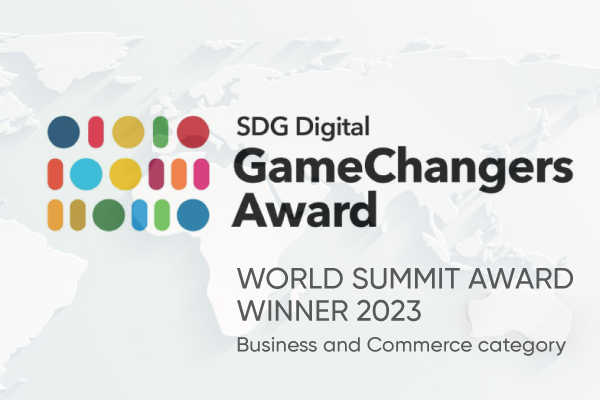 SDG Digital
GameChangers
Award
WORLD SUMMIT AWARD
WINNER 2023
Business and Commerce category